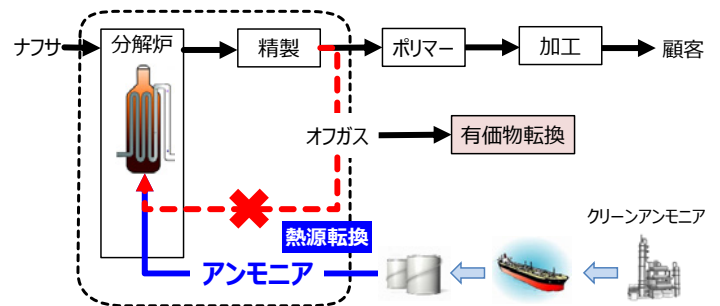 ナフサ
分解炉
精製
ポリマー
加工
顧客
オフガス
有価物転換
熱源転換
クリーンアンモニア
アンモニア